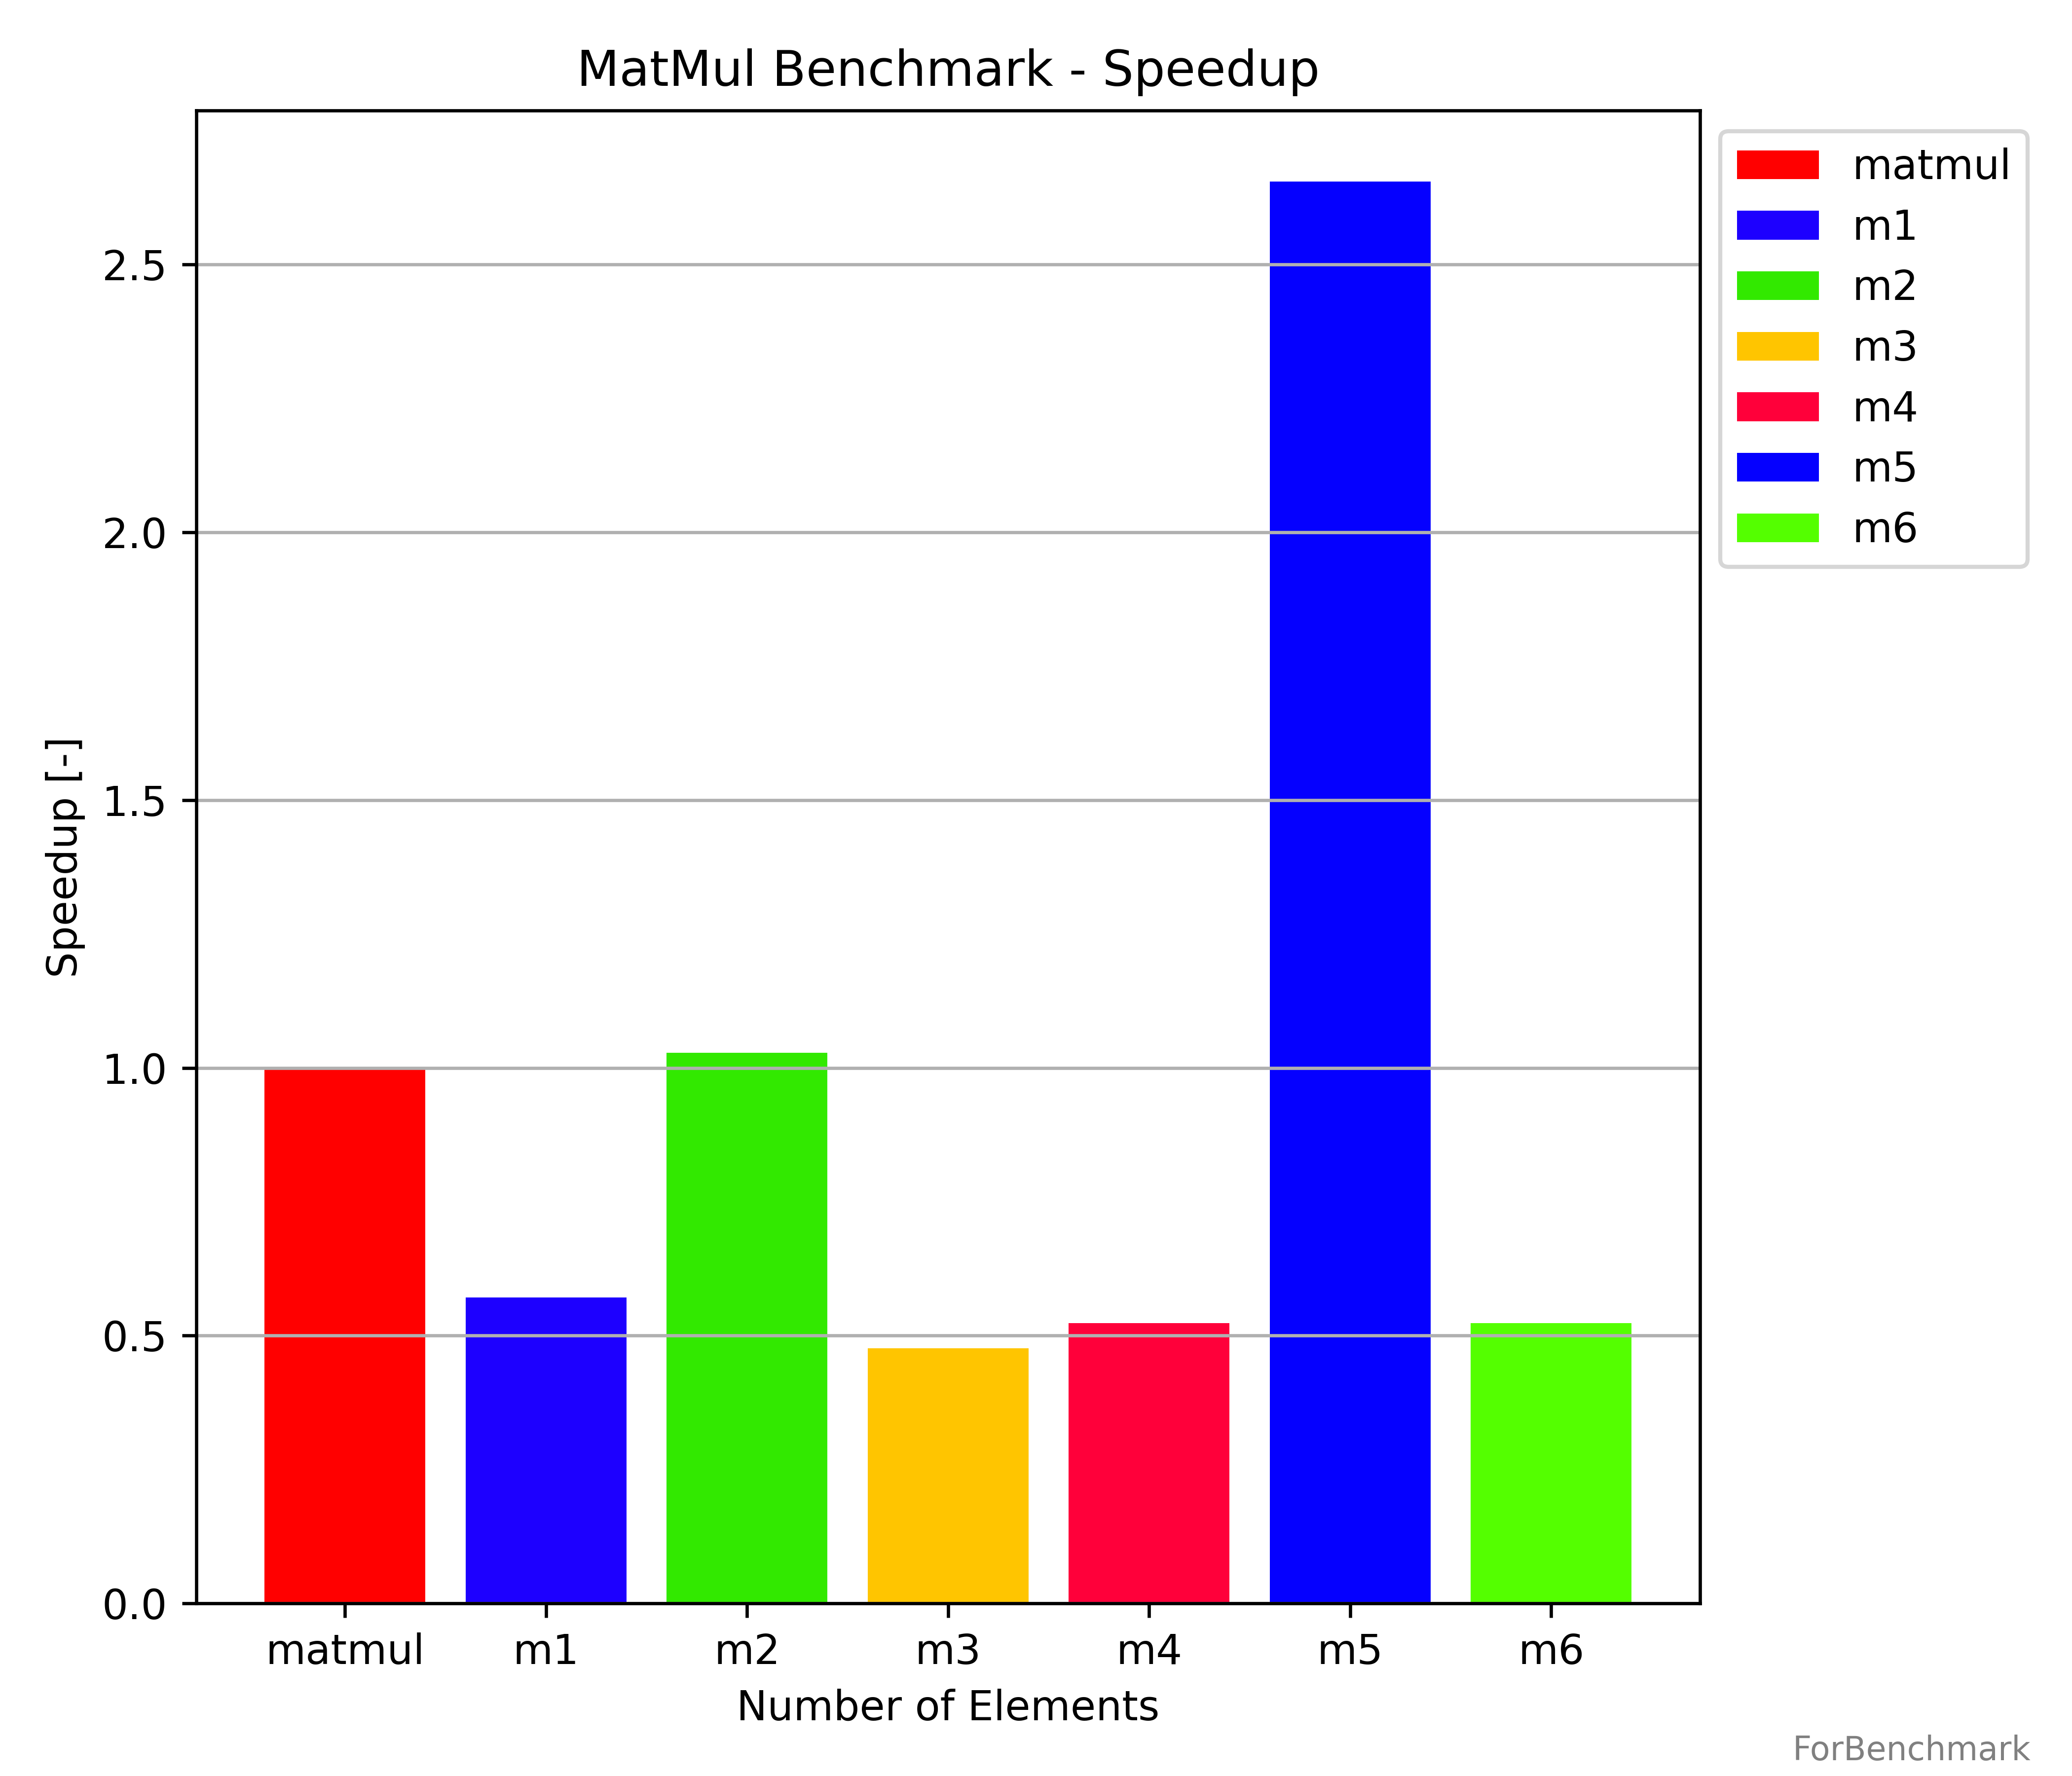 MatMul Benchmark - Speedup
Speedup [-]
2.5
2.0
1.5
1.0
0.5
0.0
matmul m1 m2 m3 m4 m5 m6
Number of Elements
matmul
m1
m2
m3
m4
m5
m6
ForBenchmark